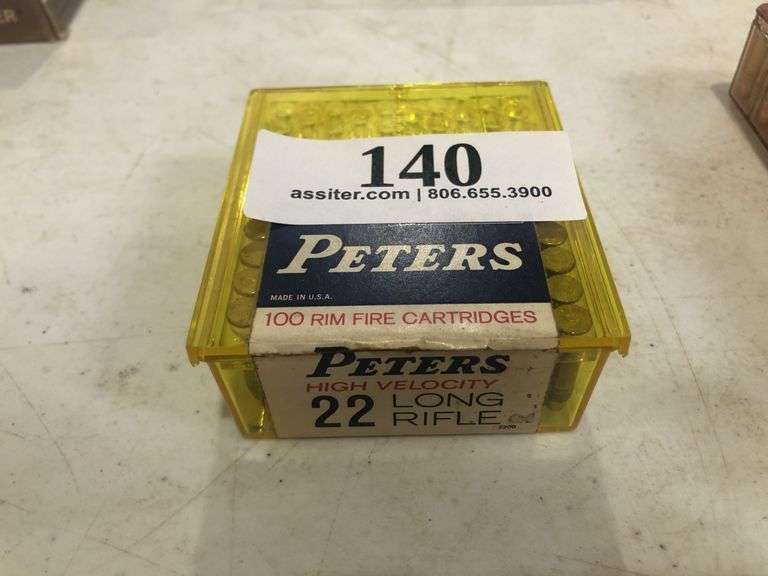 140
assiter.com | 806.655.3900
PETERS
MADE IN U.S.A.
100 RIM FIRE CARTRIDGES
PETERS
HIGH VELOCITY
22 LONG
RIFLE